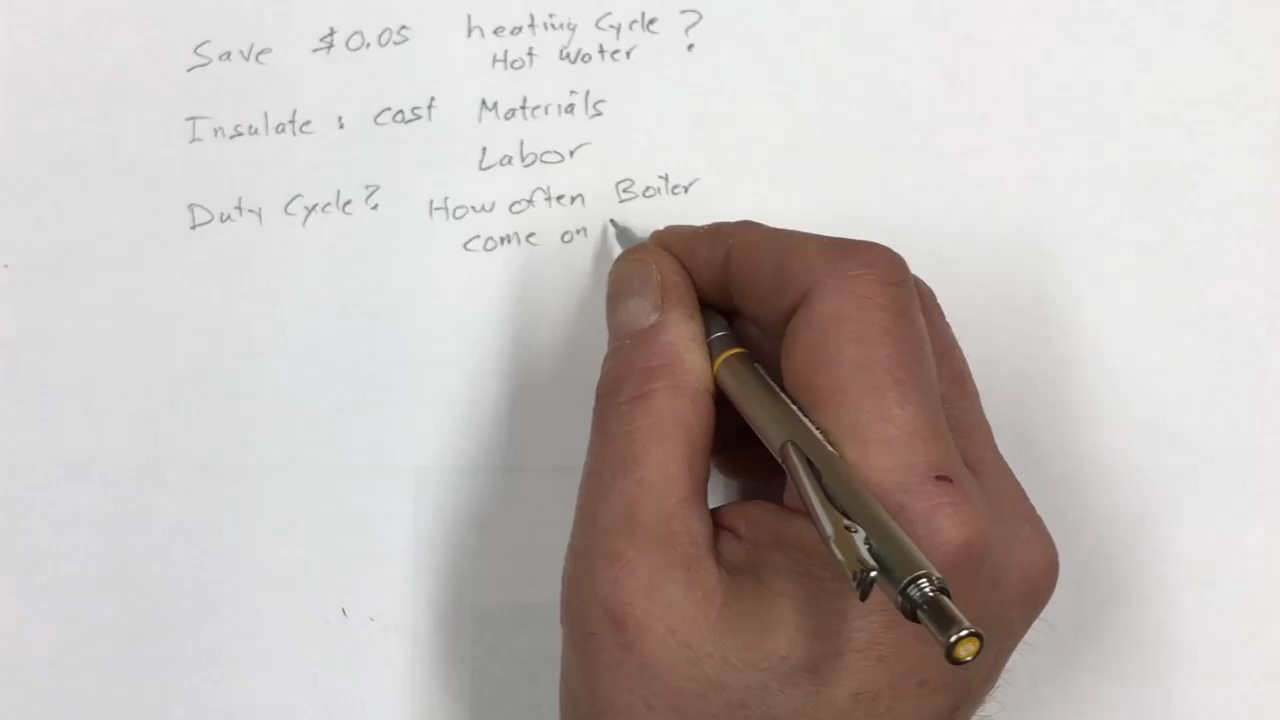 Save $0.05 heating Cycle ?
Hot Water
Insulate : cost Materials
Labor
Duty Cycle? How often Boiler
come on